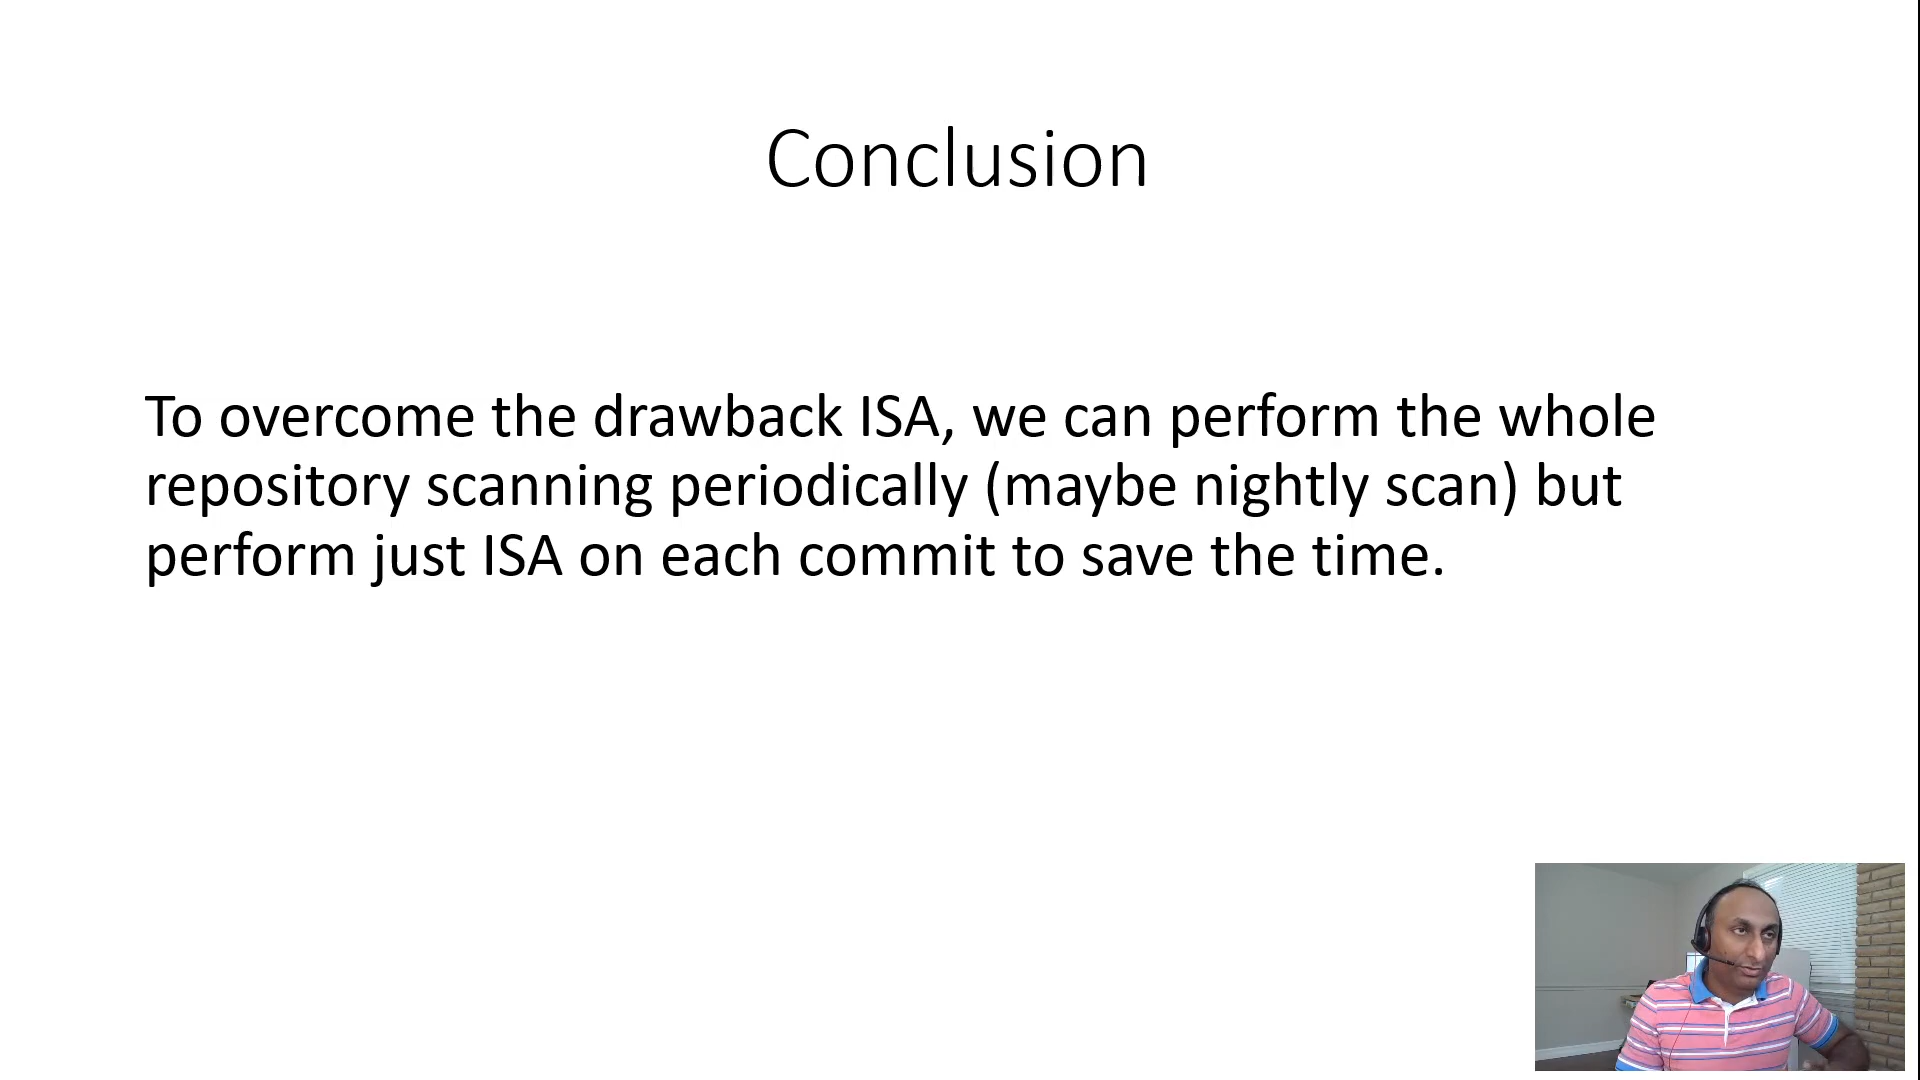 Conclusion
To overcome the drawback ISA, we can perform the whole
repository scanning periodically (maybe nightly scan) but
perform just ISA on each commit to save the time.